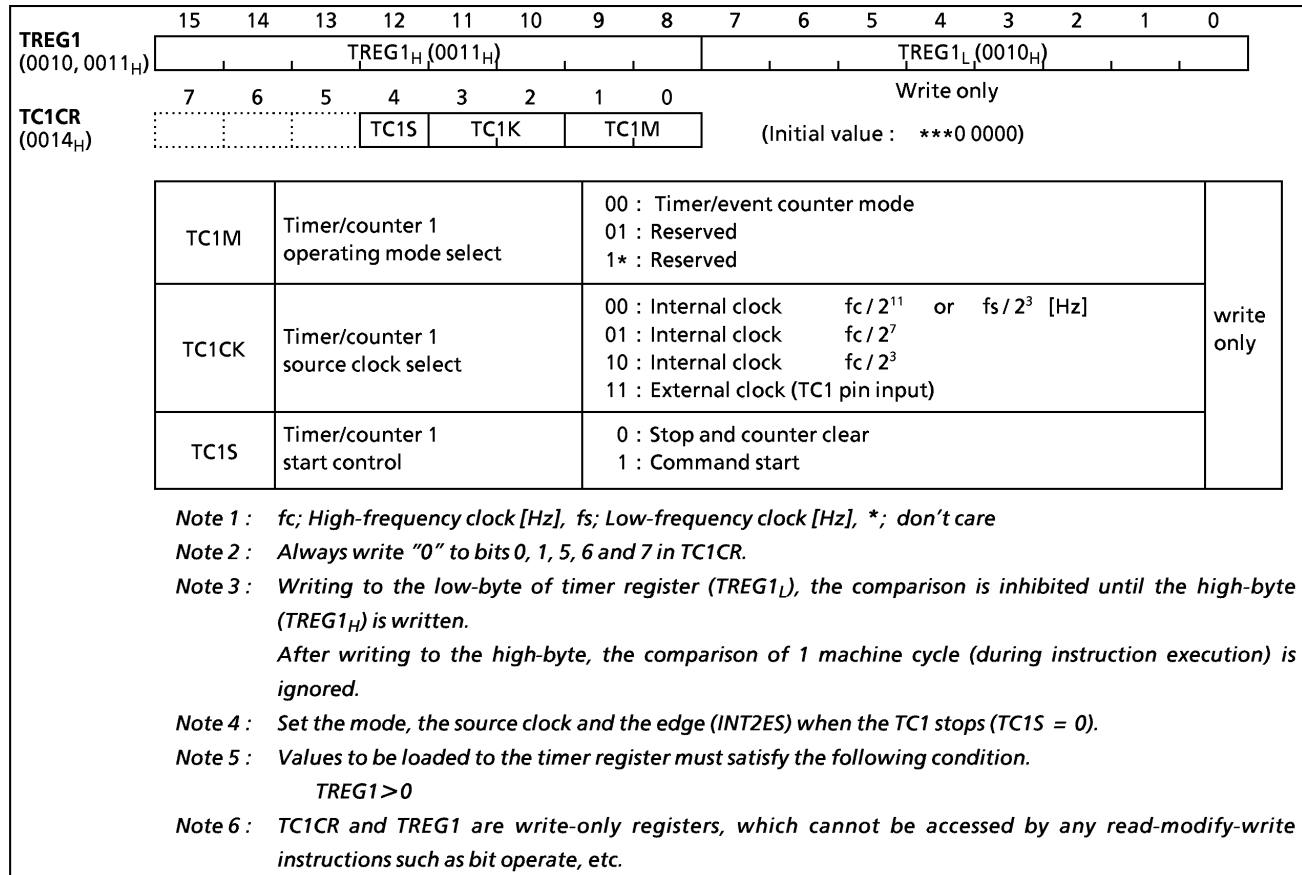 15 14 13 12 11 10 9 8 7 6 5 4 3 2 1 0
TREG1
(0010, 0011H)
TREG1H (0011H) TREG1L (0010H)
Write only
7 6 5 4 3 2 1 0
TC1CR
(0014H)
TC1S TC1K TC1M
(Initial value : ***0 0000)
TC1M
Timer/counter 1
operating mode select
00 : Timer/event counter mode
01 : Reserved
1* : Reserved
write
only
TC1CK
Timer/counter 1
source clock select
00 : Internal clock fc / 2¹¹ or fs / 2³ [Hz]
01 : Internal clock fc / 2⁷
10 : Internal clock fc / 2³
11 : External clock (TC1 pin input)
TC1S
Timer/counter 1
start control
0 : Stop and counter clear
1 : Command start
Note 1 : fc; High-frequency clock [Hz], fs; Low-frequency clock [Hz], *; don't care
Note 2 : Always write "0" to bits 0, 1, 5, 6 and 7 in TC1CR.
Note 3 : Writing to the low-byte of timer register (TREG1L), the comparison is inhibited until the high-byte
(TREG1H) is written.
After writing to the high-byte, the comparison of 1 machine cycle (during instruction execution) is
ignored.
Note 4 : Set the mode, the source clock and the edge (INT2ES) when the TC1 stops (TC1S = 0).
Note 5 : Values to be loaded to the timer register must satisfy the following condition.
TREG1>0
Note 6 : TC1CR and TREG1 are write-only registers, which cannot be accessed by any read-modify-write
instructions such as bit operate, etc.